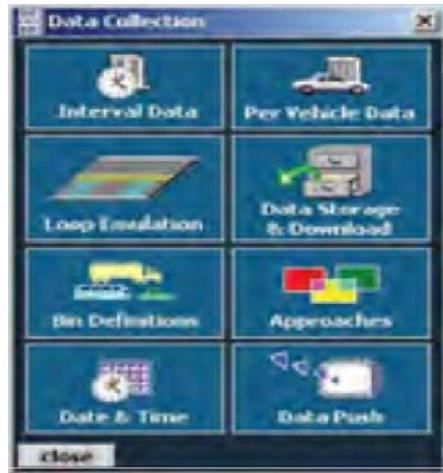 Data Collection
Interval Data
Per Vehicle Data
Loop Emulation
Data Storage
& Download
Bin Definitions
Approaches
Date & Time
Data Push
close